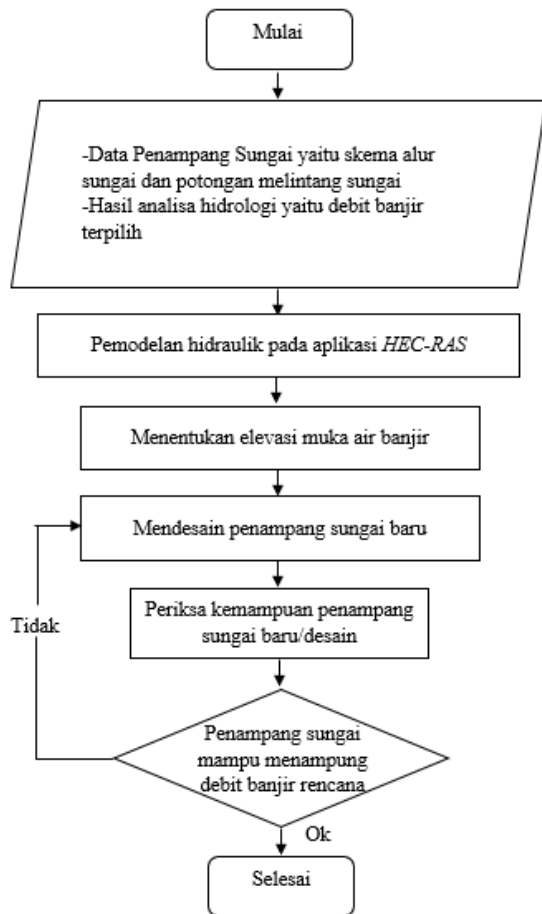 Mulai
-Data Penampang Sungai yaitu skema alur
sungai dan potongan melintang sungai
-Hasil analisa hidrologi yaitu debit banjir
terpilih
Pemodelan hidraulik pada aplikasi HEC-RAS
Menentukan elevasi muka air banjir
Mendesain penampang sungai baru
Periksa kemampuan penampang
sungai baru/desain
Tidak
Penampang sungai
mampu menampung
debit banjir rencana
Ok
Selesai